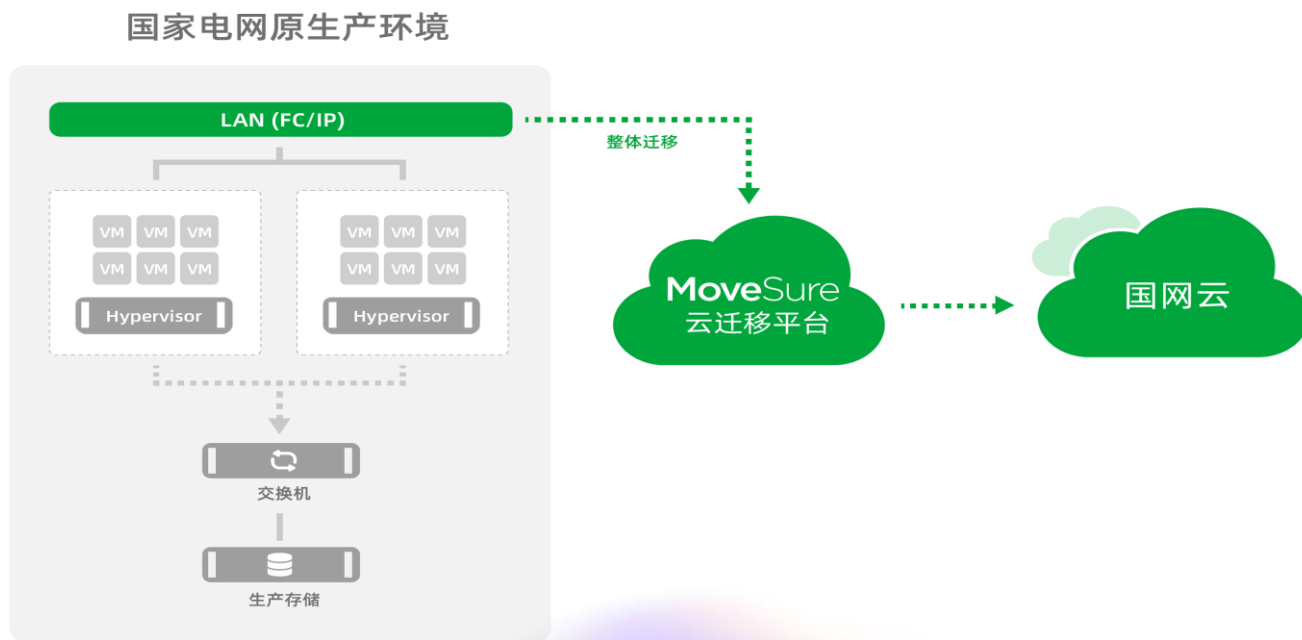 国家电网原生产环境
LAN (FC/IP)
整体迁移
VM VM VM VM VM VM
VM VM VM VM VM VM
Hypervisor Hypervisor
MoveSure
云迁移平台
国网云
交换机
生产存储